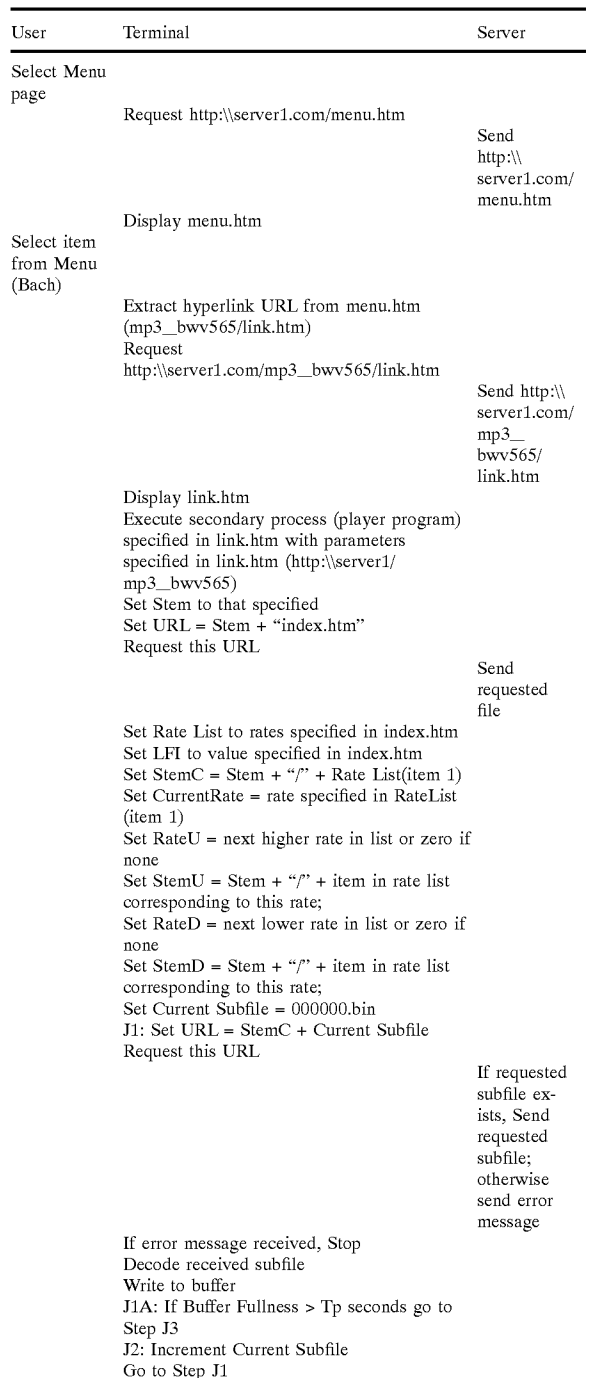 User Terminal Server
Select Menu
page
Request http:\\server1.com/menu.htm
Send
http:\\
server1.com/
menu.htm
Display menu.htm
Select item
from Menu
(Bach)
Extract hyperlink URL from menu.htm
(mp3__bwv565/link.htm)
Request
http:\\server1.com/mp3__bwv565/link.htm
Send http:\\
server1.com/
mp3__
bwv565/
link.htm
Display link.htm
Execute secondary process (player program)
specified in link.htm with parameters
specified in link.htm (http:\\server1/
mp3__bwv565)
Set Stem to that specified
Set URL = Stem + “index.htm”
Request this URL
Send
requested
file
Set Rate List to rates specified in index.htm
Set LFI to value specified in index.htm
Set StemC = Stem + “/” + Rate List(item 1)
Set CurrentRate = rate specified in RateList
(item 1)
Set RateU = next higher rate in list or zero if
none
Set StemU = Stem + “/” + item in rate list
corresponding to this rate;
Set RateD = next lower rate in list or zero if
none
Set StemD = Stem + “/” + item in rate list
corresponding to this rate;
Set Current Subfile = 000000.bin
J1: Set URL = StemC + Current Subfile
Request this URL
If requested
subfile ex-
ists, Send
requested
subfile;
otherwise
send error
message
If error message received, Stop
Decode received subfile
Write to buffer
J1A: If Buffer Fullness > Tp seconds go to
Step J3
J2: Increment Current Subfile
Go to Step J1